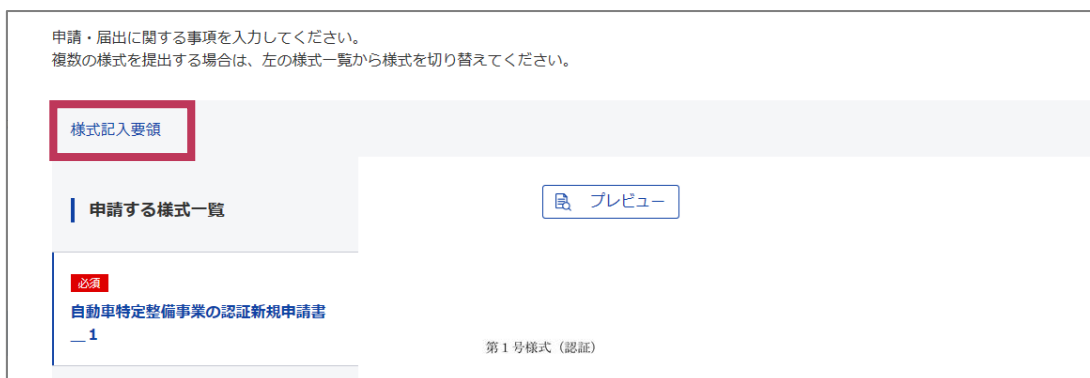 申請・届出に関する事項を入力してください。
複数の様式を提出する場合は、左の様式一覧から様式を切り替えてください。
様式記入要領
申請する様式一覧
プレビュー
必須
自動車特定整備事業の認証新規申請書
＿1
第１号様式（認証）